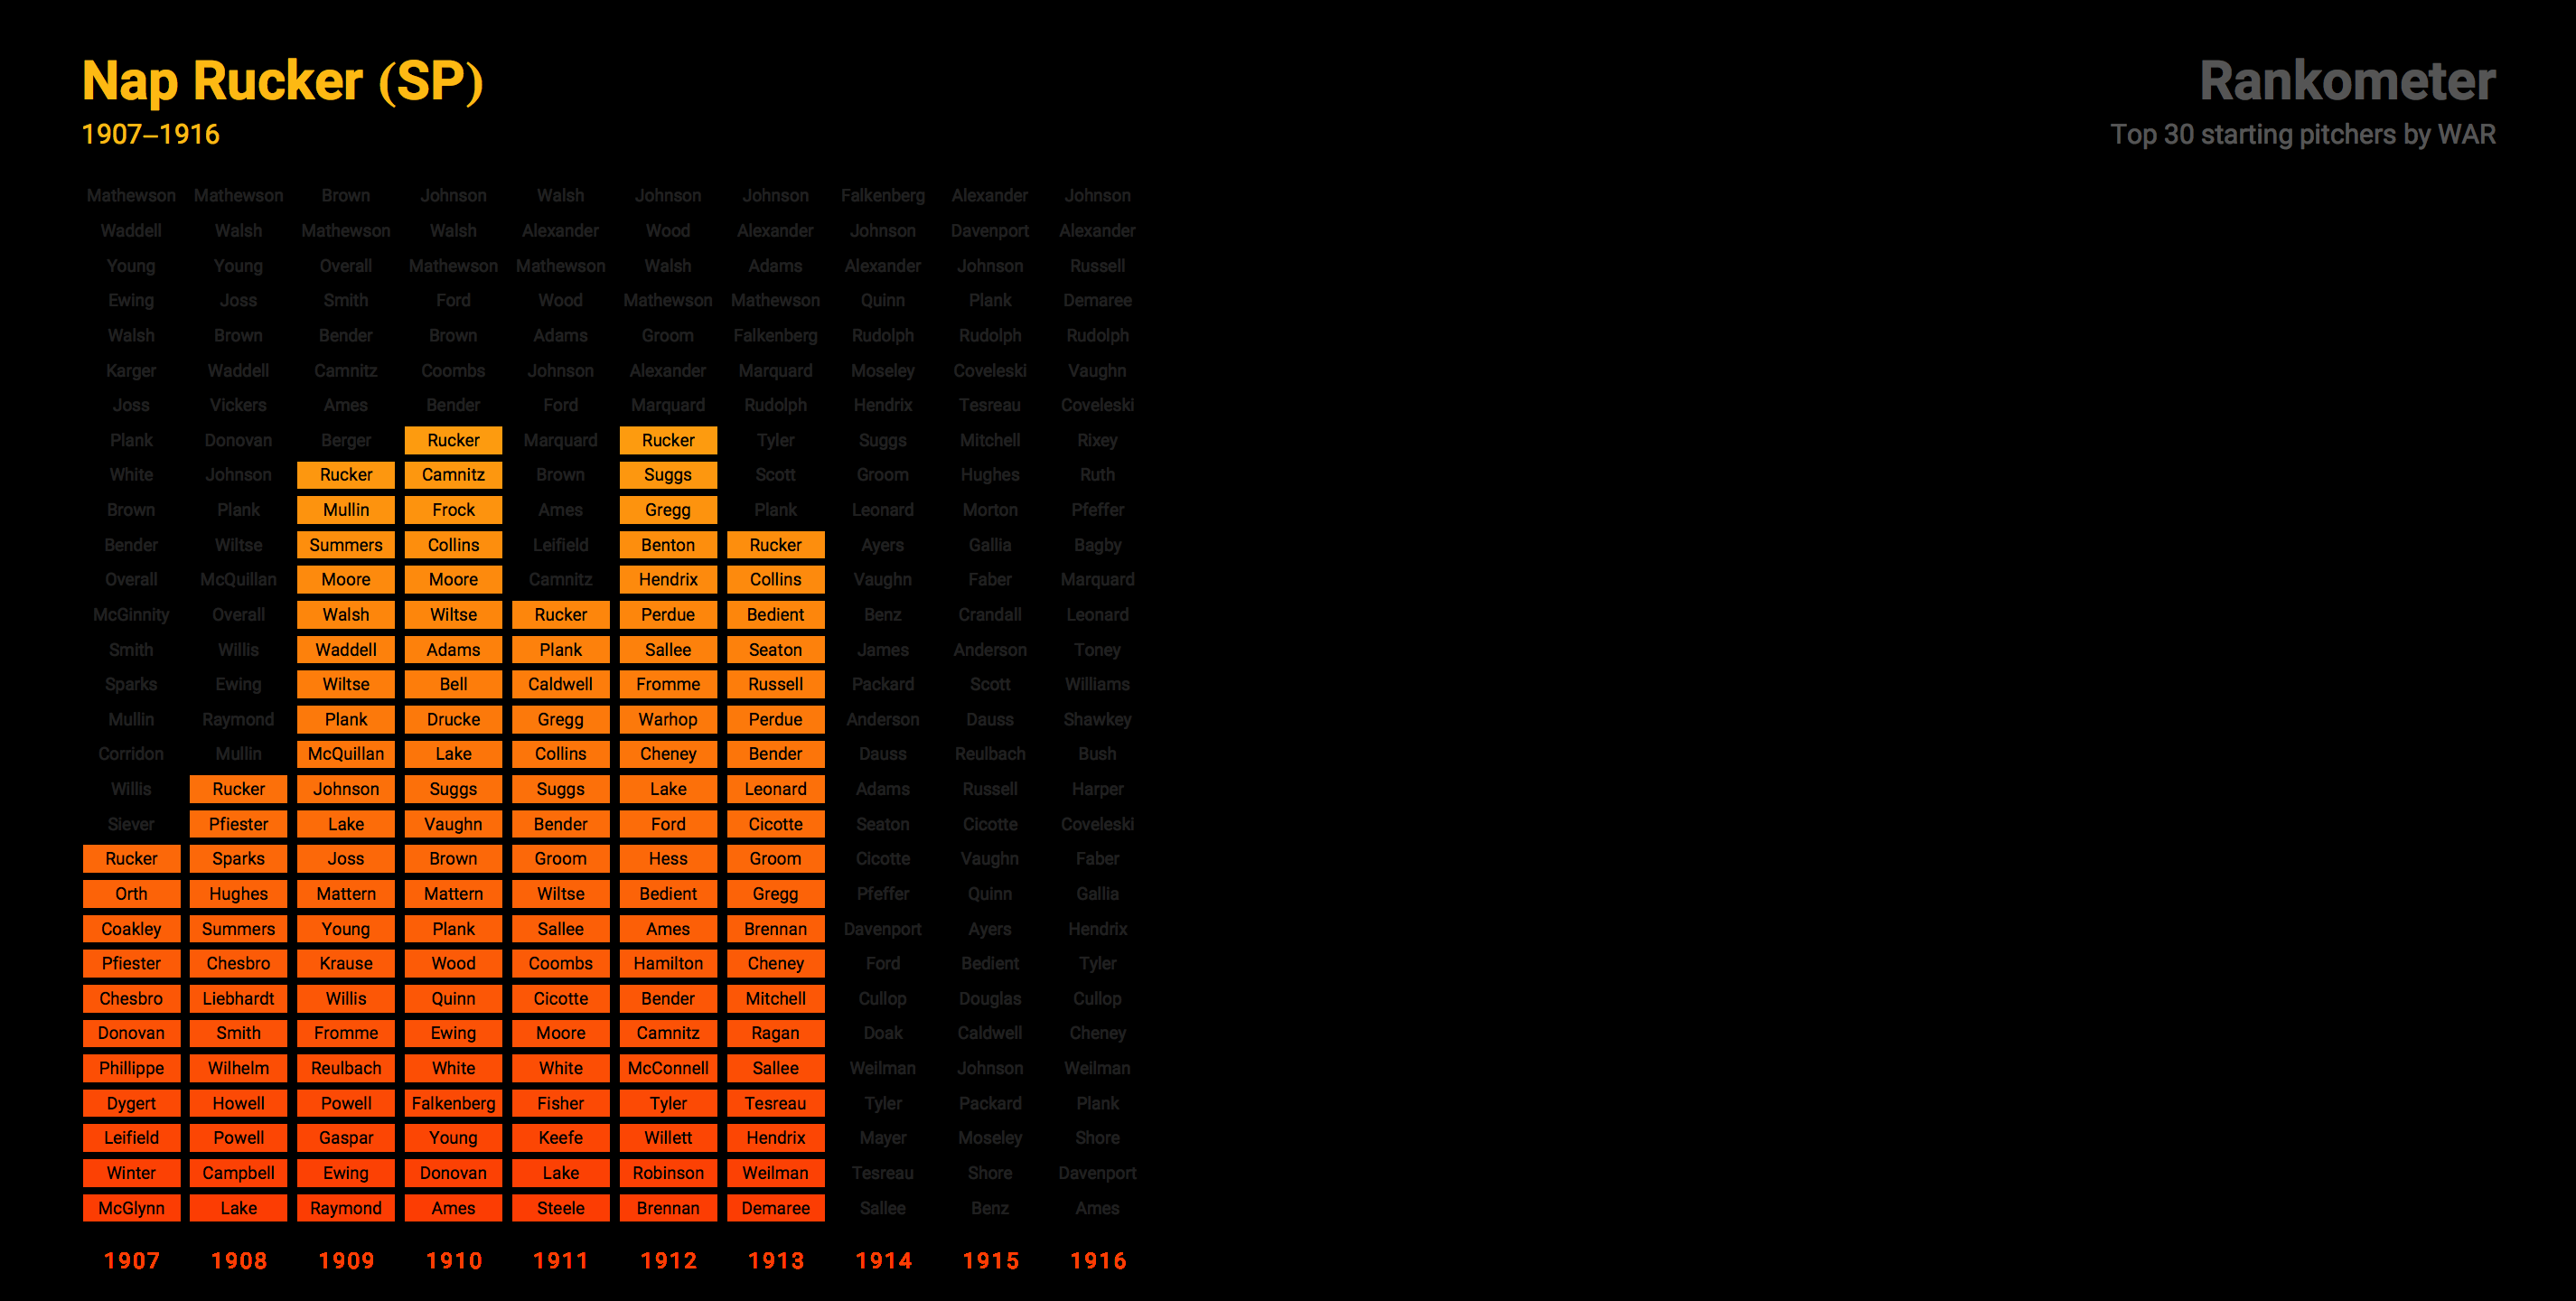 Nap Rucker (SP)
1907–1916
Rankometer
Top 30 starting pitchers by WAR
Mathewson Mathewson Brown Johnson Walsh Johnson Johnson Falkenberg Alexander Johnson
Waddell Walsh Mathewson Walsh Alexander Wood Alexander Johnson Davenport Alexander
Young Young Overall Mathewson Mathewson Walsh Adams Alexander Johnson Russell
Ewing Joss Smith Ford Wood Mathewson Mathewson Quinn Plank Demaree
Walsh Brown Bender Brown Adams Groom Falkenberg Rudolph Rudolph Rudolph
Karger Waddell Camnitz Coombs Johnson Alexander Marquard Moseley Coveleski Vaughn
Joss Vickers Ames Bender Ford Marquard Rudolph Hendrix Tesreau Coveleski
Plank Donovan Berger Rucker Marquard Rucker Tyler Suggs Mitchell Rixey
White Johnson Rucker Camnitz Brown Suggs Scott Groom Hughes Ruth
Brown Plank Mullin Frock Ames Gregg Plank Leonard Morton Pfeffer
Bender Wiltse Summers Collins Leifield Benton Rucker Ayers Gallia Bagby
Overall McQuillan Moore Moore Camnitz Hendrix Collins Vaughn Faber Marquard
McGinnity Overall Walsh Wiltse Rucker Perdue Bedient Benz Crandall Leonard
Smith Willis Waddell Adams Plank Sallee Seaton James Anderson Toney
Sparks Ewing Wiltse Bell Caldwell Fromme Russell Packard Scott Williams
Mullin Raymond Plank Drucke Gregg Warhop Perdue Anderson Dauss Shawkey
Corridon Mullin McQuillan Lake Collins Cheney Bender Dauss Reulbach Bush
Willis Rucker Johnson Suggs Suggs Lake Leonard Adams Russell Harper
Siever Pfiester Lake Vaughn Bender Ford Cicotte Seaton Cicotte Coveleski
Rucker Sparks Joss Brown Groom Hess Groom Cicotte Vaughn Faber
Orth Hughes Mattern Mattern Wiltse Bedient Gregg Pfeffer Quinn Gallia
Coakley Summers Young Plank Sallee Ames Brennan Davenport Ayers Hendrix
Pfiester Chesbro Krause Wood Coombs Hamilton Cheney Ford Bedient Tyler
Chesbro Liebhardt Willis Quinn Cicotte Bender Mitchell Cullop Douglas Cullop
Donovan Smith Fromme Ewing Moore Camnitz Ragan Doak Caldwell Cheney
Phillippe Wilhelm Reulbach White White McConnell Sallee Weilman Johnson Weilman
Dygert Howell Powell Falkenberg Fisher Tyler Tesreau Tyler Packard Plank
Leifield Powell Gaspar Young Keefe Willett Hendrix Mayer Moseley Shore
Winter Campbell Ewing Donovan Lake Robinson Weilman Tesreau Shore Davenport
McGlynn Lake Raymond Ames Steele Brennan Demaree Sallee Benz Ames
1907 1908 1909 1910 1911 1912 1913 1914 1915 1916